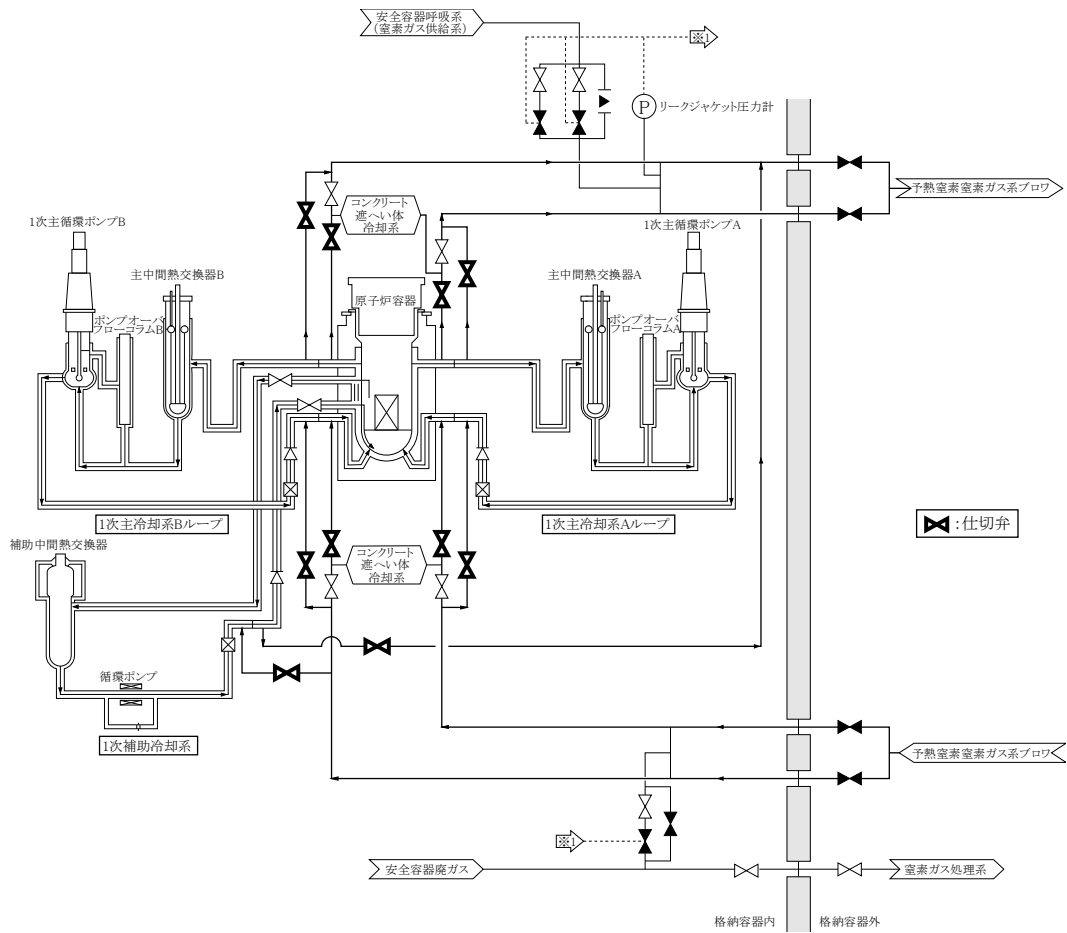 安全容器呼吸系
(窒素ガス供給系)
※1
P
リークジャケット圧力計
予熱窒素窒素ガス系ブロワ
コンクリート
遮へい体
冷却系
1次主循環ポンプB
1次主循環ポンプA
主中間熱交換器B
主中間熱交換器A
原子炉容器
ポンプオーバ
フローコラムB
ポンプオーバ
フローコラムA
1次主冷却系Bループ
1次主冷却系Aループ
:仕切弁
補助中間熱交換器
コンクリート
遮へい体
冷却系
循環ポンプ
1次補助冷却系
予熱窒素窒素ガス系ブロワ
※1
安全容器廃ガス
窒素ガス処理系
格納容器内
格納容器外